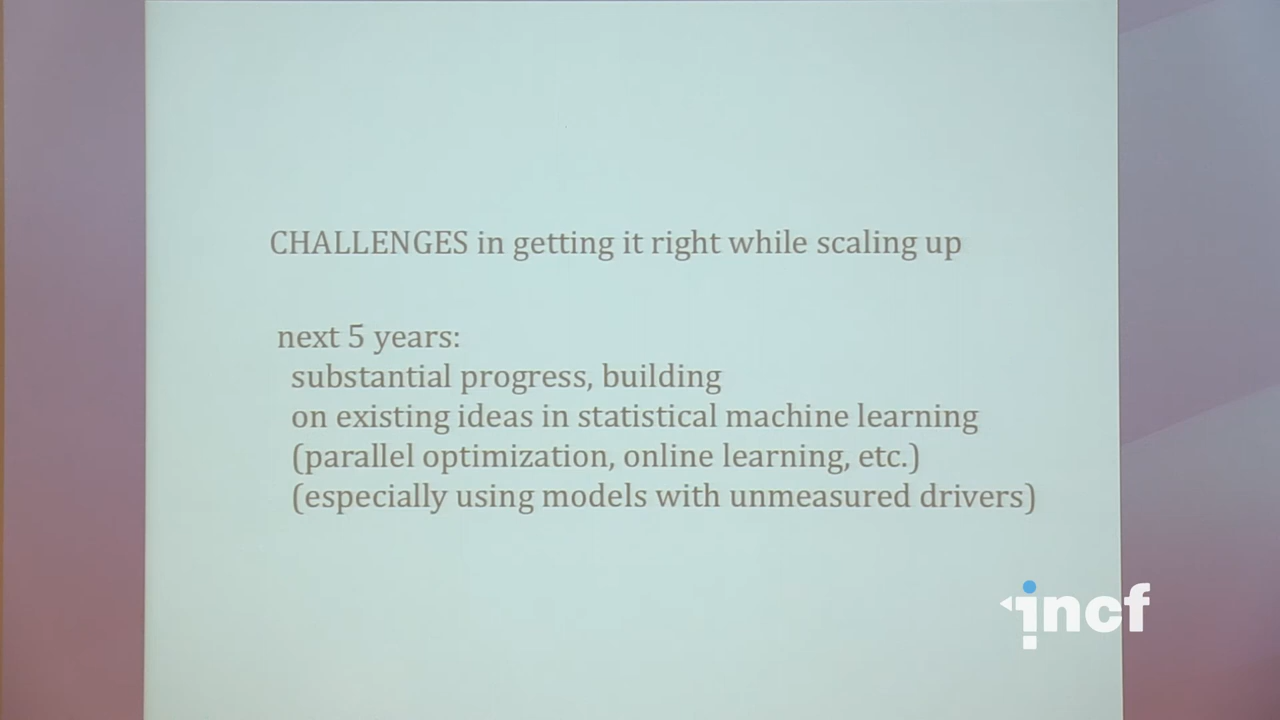 CHALLENGES in getting it right while scaling up
next 5 years:
substantial progress, building
on existing ideas in statistical machine learning
(parallel optimization, online learning, etc.)
(especially using models with unmeasured drivers)
incf